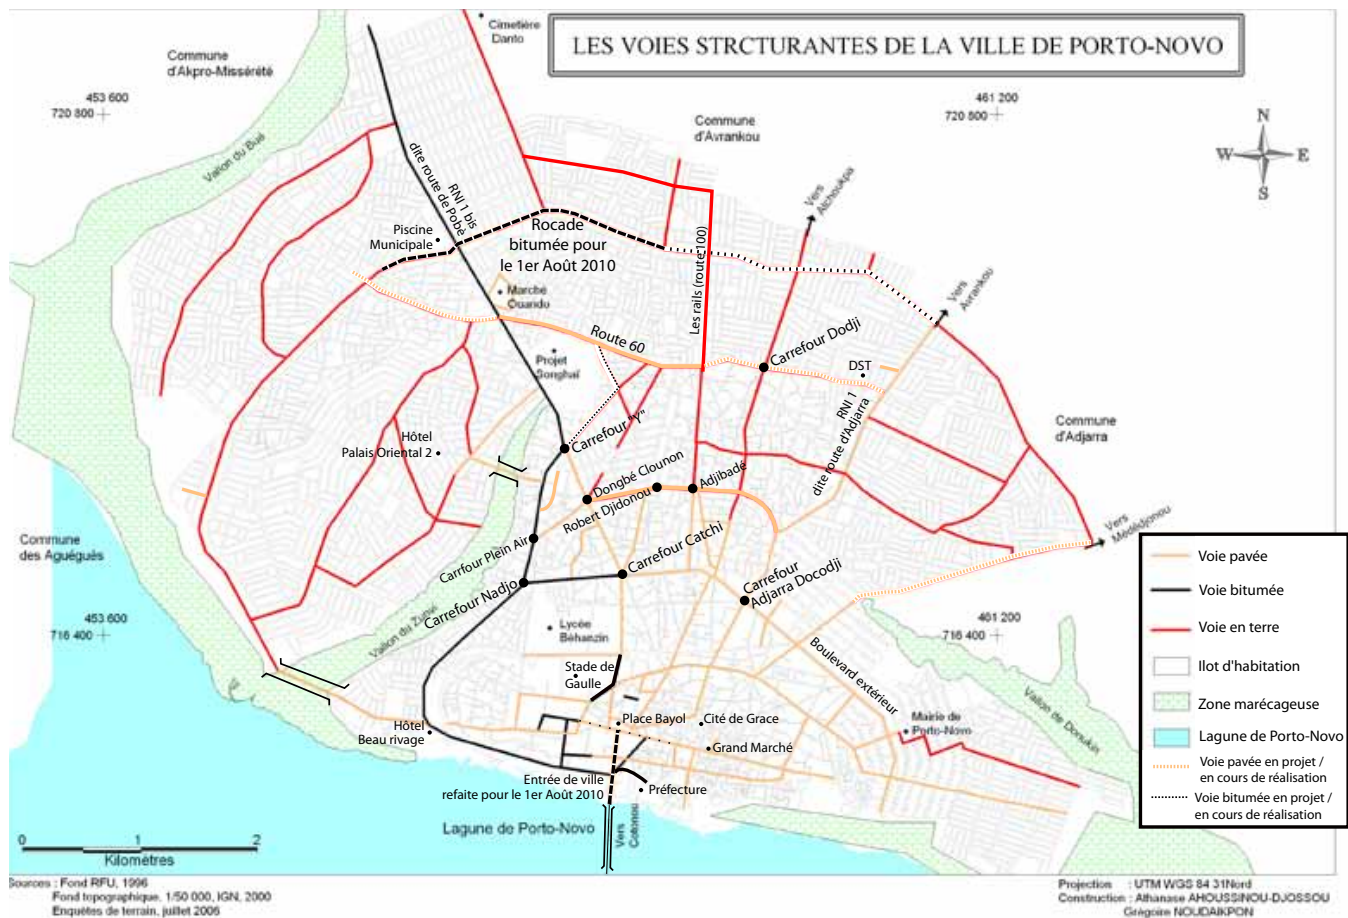 LES VOIES STRCTURANTES DE LA VILLE DE PORTO-NOVO
Cimetière
Danto
Commune
d'Akpro-Missérété
453 600
720 800
461 200
720 800
Commune
d'Avrankou
N
W
E
S
Vallon du Boué
RNI 1 bis
dite route de Pobè
Piscine
Municipale
Rocade
bitumée pour
le 1er Août 2010
Vers
Atchoukpa
Les rails (route 100)
Vers
Avrankou
Marché
Ouando
Route 60
Projet
Songhaï
Carrefour Dodji
DST
RNI 1
dite route d'Adjarra
Commune
d'Adjarra
Hôtel
Palais Oriental 2
Carrefour "Y"
Dongbé Clounon
Robert Djidonou
Adjibadé
Commune
des Aguégués
Carrfour Plein Air
Carrefour Catchi
Carrefour Nadjo
Carrefour
Adjarra Docodji
Vers
Médédjonou
453 600
716 400
461 200
716 400
Vallon du Zunvi
Lycée
Béhanzin
Stade de
Gaulle
Boulevard extérieur
Vallon de Donukin
Place Bayol
Cité de Grace
Mairie de
Porto-Novo
Hôtel
Beau rivage
Grand Marché
Entrée de ville
refaite pour le 1er Août 2010
Préfecture
Lagune de Porto-Novo
Vers
Cotonou
Voie pavée
Voie bitumée
Voie en terre
Ilot d'habitation
Zone marécageuse
Lagune de Porto-Novo
Voie pavée en projet /
en cours de réalisation
Voie bitumée en projet /
en cours de réalisation
0 1 2
Kilomètres
Sources : Fond RFU, 1996
Fond topographique, 1/50 000, IGN, 2000
Enquêtes de terrain, juillet 2006
Projection : UTM WGS 84 31Nord
Construction : Athanase AHOUSSINOU-DJOSSOU
Grégoire NOUDAIKPON